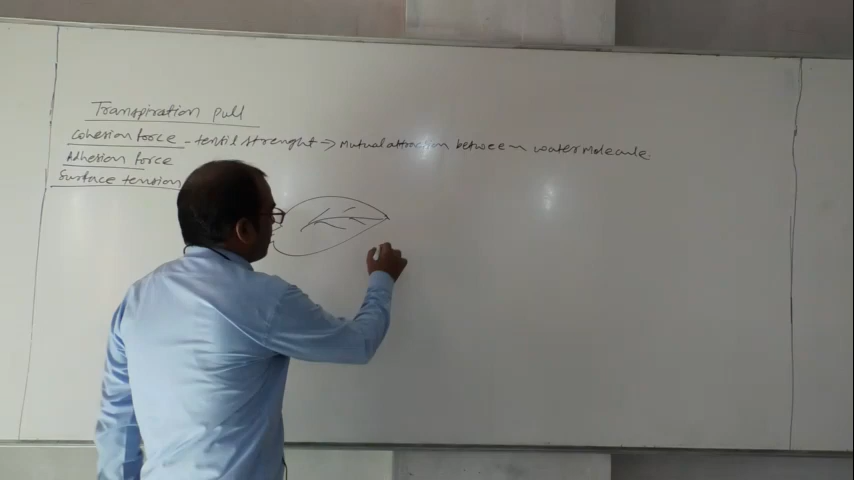 Transpiration pull
Cohesion force - tentil strenght → Mutual attraction between water molecule.
Adhesion force
Surface tension